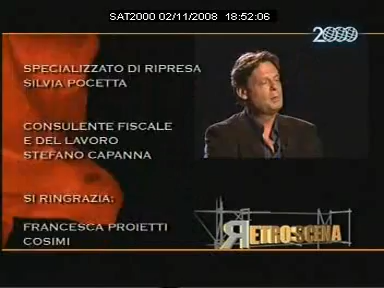 SAT2000 02/11/2008 18:52:06
2000
SPECIALIZZATO DI RIPRESA
SILVIA POCETTA
CONSULENTE FISCALE
E DEL LAVORO
STEFANO CAPANNA
SI RINGRAZIA:
FRANCESCA PROIETTI
COSIMI
RETROSCENA